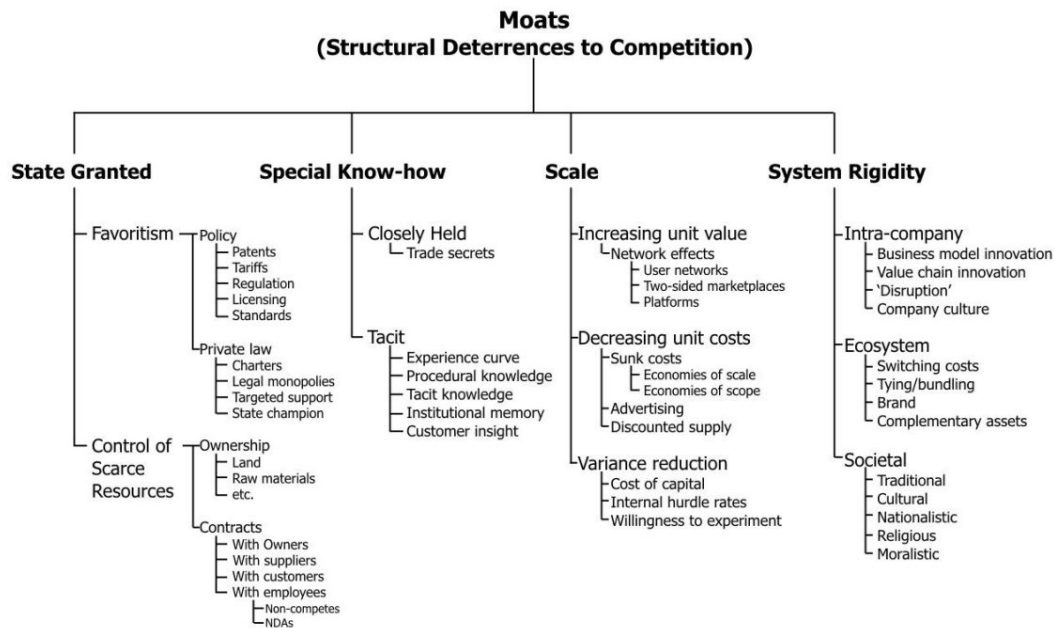 Moats
(Structural Deterrences to Competition)
State Granted
Favoritism
Policy
Patents
Tariffs
Regulation
Licensing
Standards
Private law
Charters
Legal monopolies
Targeted support
State champion
Control of
Scarce
Resources
Ownership
Land
Raw materials
etc.
Contracts
With Owners
With suppliers
With customers
With employees
Non-competes
NDAs
Special Know-how
Closely Held
Trade secrets
Tacit
Experience curve
Procedural knowledge
Tacit knowledge
Institutional memory
Customer insight
Scale
Increasing unit value
Network effects
User networks
Two-sided marketplaces
Platforms
Decreasing unit costs
Sunk costs
Economies of scale
Economies of scope
Advertising
Discounted supply
Variance reduction
Cost of capital
Internal hurdle rates
Willingness to experiment
System Rigidity
Intra-company
Business model innovation
Value chain innovation
‘Disruption’
Company culture
Ecosystem
Switching costs
Tying/bundling
Brand
Complementary assets
Societal
Traditional
Cultural
Nationalistic
Religious
Moralistic